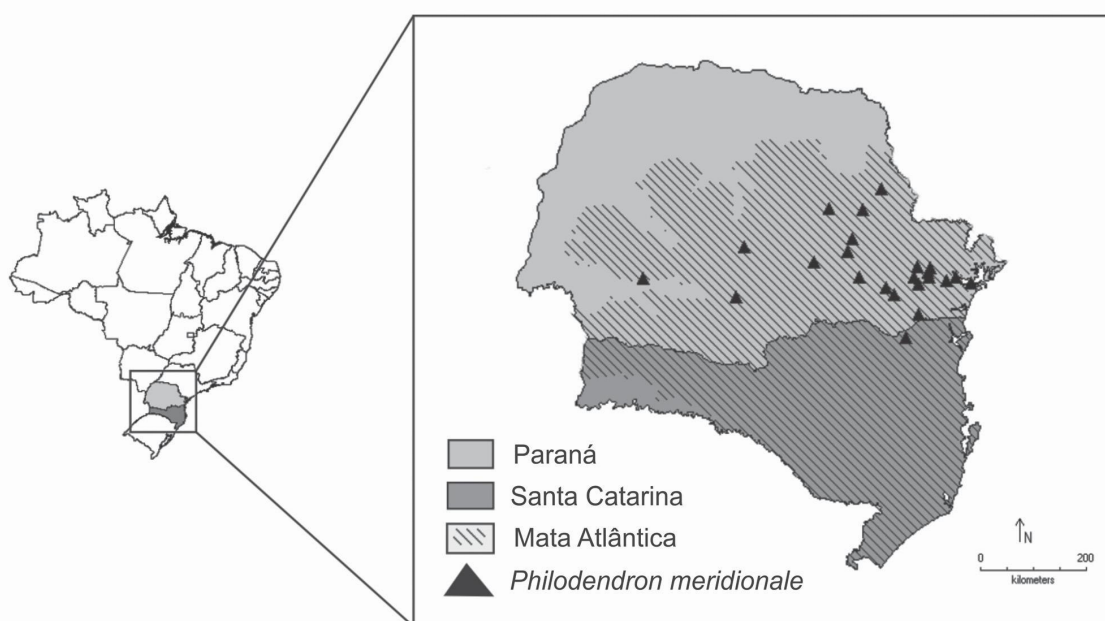 Paraná
Santa Catarina
Mata Atlântica
Philodendron meridionale
N
0 200
kilometers